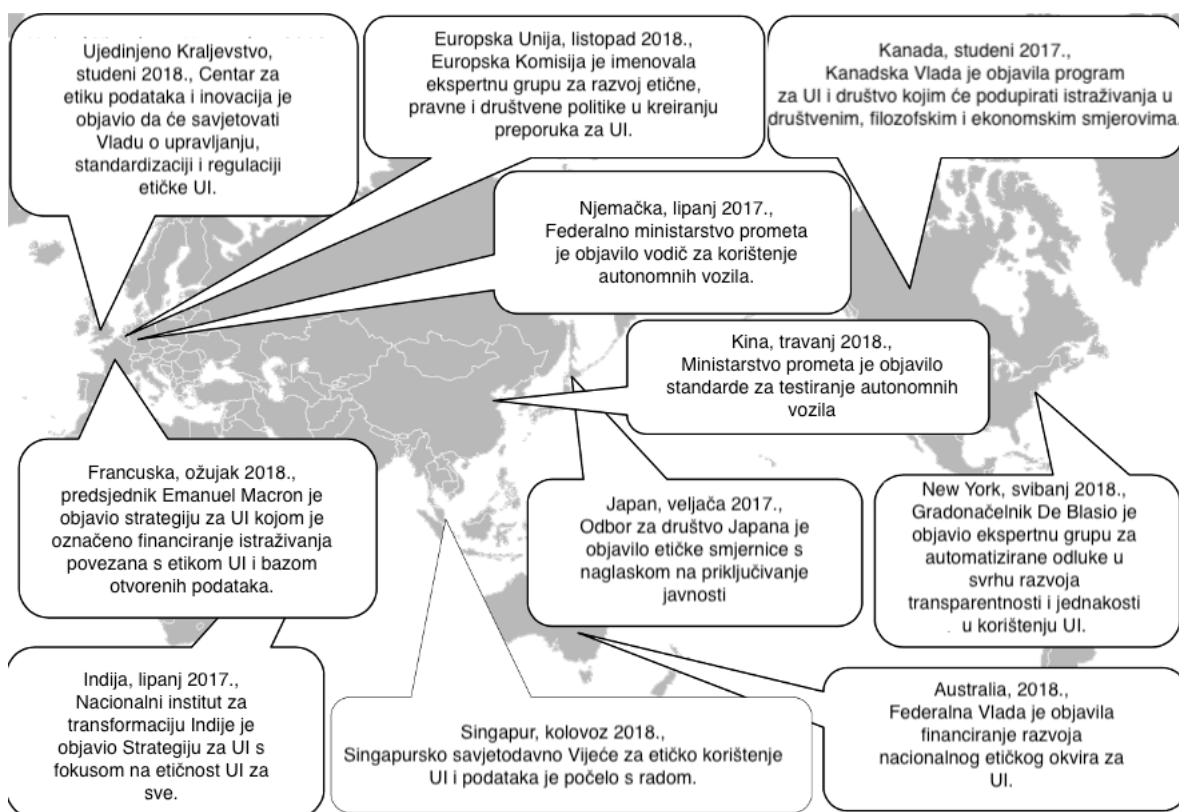 Ujedinjeno Kraljevstvo,
studeni 2018., Centar za
etiku podataka i inovacija je
objavio da će savjetovati
Vladu o upravljanju,
standardizaciji i regulaciji
etičke UI.
Europska Unija, listopad 2018.,
Europska Komisija je imenovala
ekspertnu grupu za razvoj etične,
pravne i društvene politike u kreiranju
preporuka za UI.
Kanada, studeni 2017.,
Kanadska Vlada je objavila program
za UI i društvo kojim će podupirati istraživanja u
društvenim, filozofskim i ekonomskim smjerovima.
Njemačka, lipanj 2017.,
Federalno ministarstvo prometa
je objavilo vodič za korištenje
autonomnih vozila.
Kina, travanj 2018.,
Ministarstvo prometa je objavilo
standarde za testiranje autonomnih
vozila
Francuska, ožujak 2018.,
predsjednik Emanuel Macron je
objavio strategiju za UI kojom je
označeno financiranje istraživanja
povezana s etikom UI i bazom
otvorenih podataka.
Japan, veljača 2017.,
Odbor za društvo Japana je
objavilo etičke smjernice s
naglaskom na priključivanje
javnosti
New York, svibanj 2018.,
Gradonačelnik De Blasio je
objavio ekspertnu grupu za
automatizirane odluke u
svrhu razvoja
transparentnosti i jednakosti
u korištenju UI.
Indija, lipanj 2017.,
Nacionalni institut za
transformaciju Indije je
objavio Strategiju za UI s
fokusom na etičnost UI za
sve.
Singapur, kolovoz 2018.,
Singapursko savjetodavno Vijeće za etičko korištenje
UI i podataka je počelo s radom.
Australia, 2018.,
Federalna Vlada je objavila
financiranje razvoja
nacionalnog etičkog okvira za
UI.